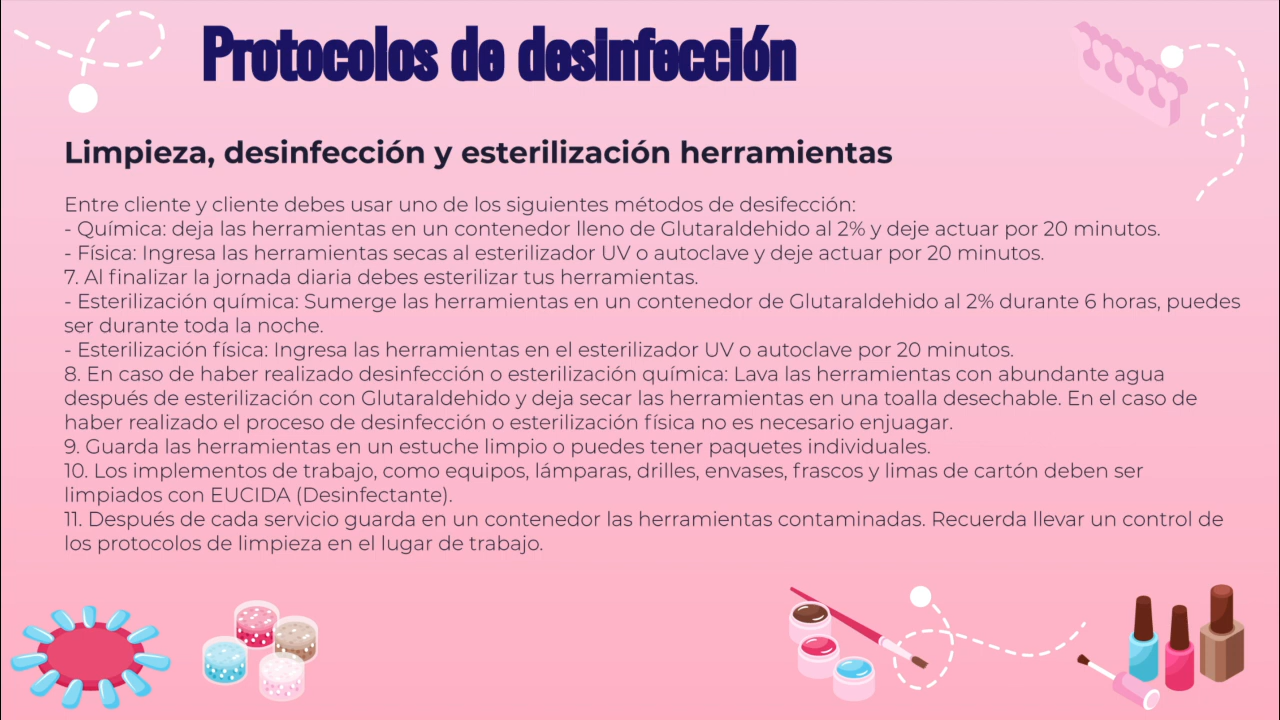 Protocolos de desinfección
Limpieza, desinfección y esterilización herramientas
Entre cliente y cliente debes usar uno de los siguientes métodos de desifección:
- Química: deja las herramientas en un contenedor lleno de Glutaraldehido al 2% y deje actuar por 20 minutos.
- Física: Ingresa las herramientas secas al esterilizador UV o autoclave y deje actuar por 20 minutos.
7. Al finalizar la jornada diaria debes esterilizar tus herramientas.
- Esterilización química: Sumerge las herramientas en un contenedor de Glutaraldehido al 2% durante 6 horas, puedes
ser durante toda la noche.
- Esterilización física: Ingresa las herramientas en el esterilizador UV o autoclave por 20 minutos.
8. En caso de haber realizado desinfección o esterilización química: Lava las herramientas con abundante agua
después de esterilización con Glutaraldehido y deja secar las herramientas en una toalla desechable. En el caso de
haber realizado el proceso de desinfección o esterilización física no es necesario enjuagar.
9. Guarda las herramientas en un estuche limpio o puedes tener paquetes individuales.
10. Los implementos de trabajo, como equipos, lámparas, drilles, envases, frascos y limas de cartón deben ser
limpiados con EUCIDA (Desinfectante).
11. Después de cada servicio guarda en un contenedor las herramientas contaminadas. Recuerda llevar un control de
los protocolos de limpieza en el lugar de trabajo.